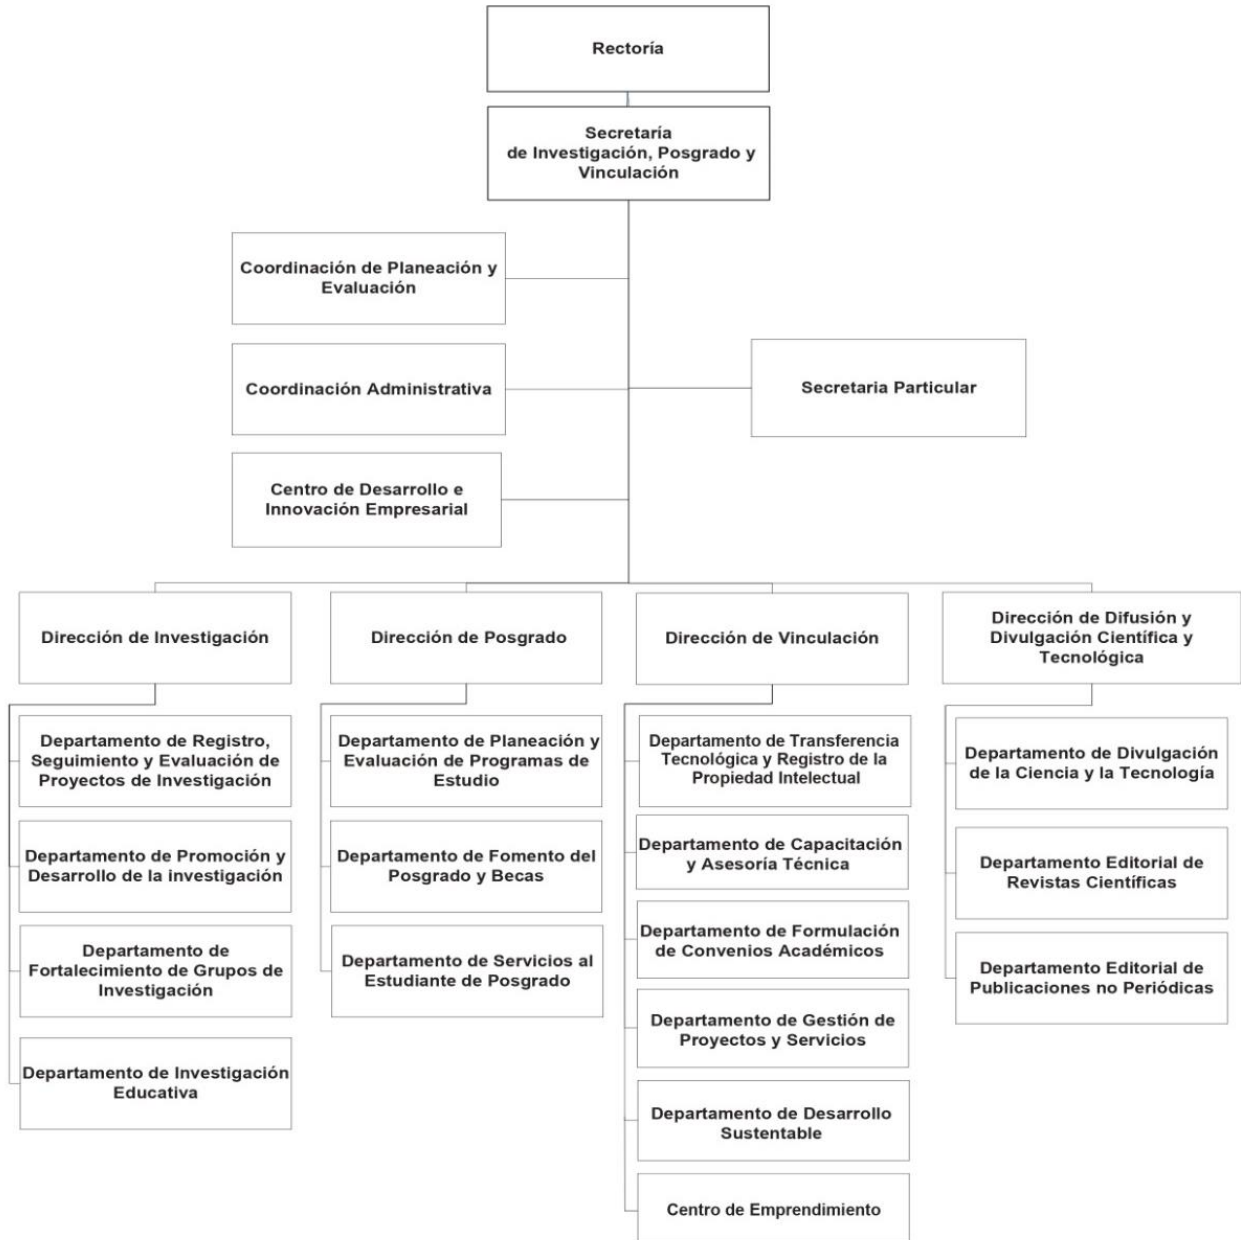 Rectoría
Secretaría
de Investigación, Posgrado y
Vinculación
Coordinación de Planeación y
Evaluación
Coordinación Administrativa
Secretaria Particular
Centro de Desarrollo e
Innovación Empresarial
Dirección de Investigación
Departamento de Registro,
Seguimiento y Evaluación de
Proyectos de Investigación
Departamento de Promoción y
Desarrollo de la investigación
Departamento de
Fortalecimiento de Grupos de
Investigación
Departamento de Investigación
Educativa
Dirección de Posgrado
Departamento de Planeación y
Evaluación de Programas de
Estudio
Departamento de Fomento del
Posgrado y Becas
Departamento de Servicios al
Estudiante de Posgrado
Dirección de Vinculación
Departamento de Transferencia
Tecnológica y Registro de la
Propiedad Intelectual
Departamento de Capacitación
y Asesoría Técnica
Departamento de Formulación
de Convenios Académicos
Departamento de Gestión de
Proyectos y Servicios
Departamento de Desarrollo
Sustentable
Centro de Emprendimiento
Dirección de Difusión y
Divulgación Científica y
Tecnológica
Departamento de Divulgación
de la Ciencia y la Tecnología
Departamento Editorial de
Revistas Científicas
Departamento Editorial de
Publicaciones no Periódicas